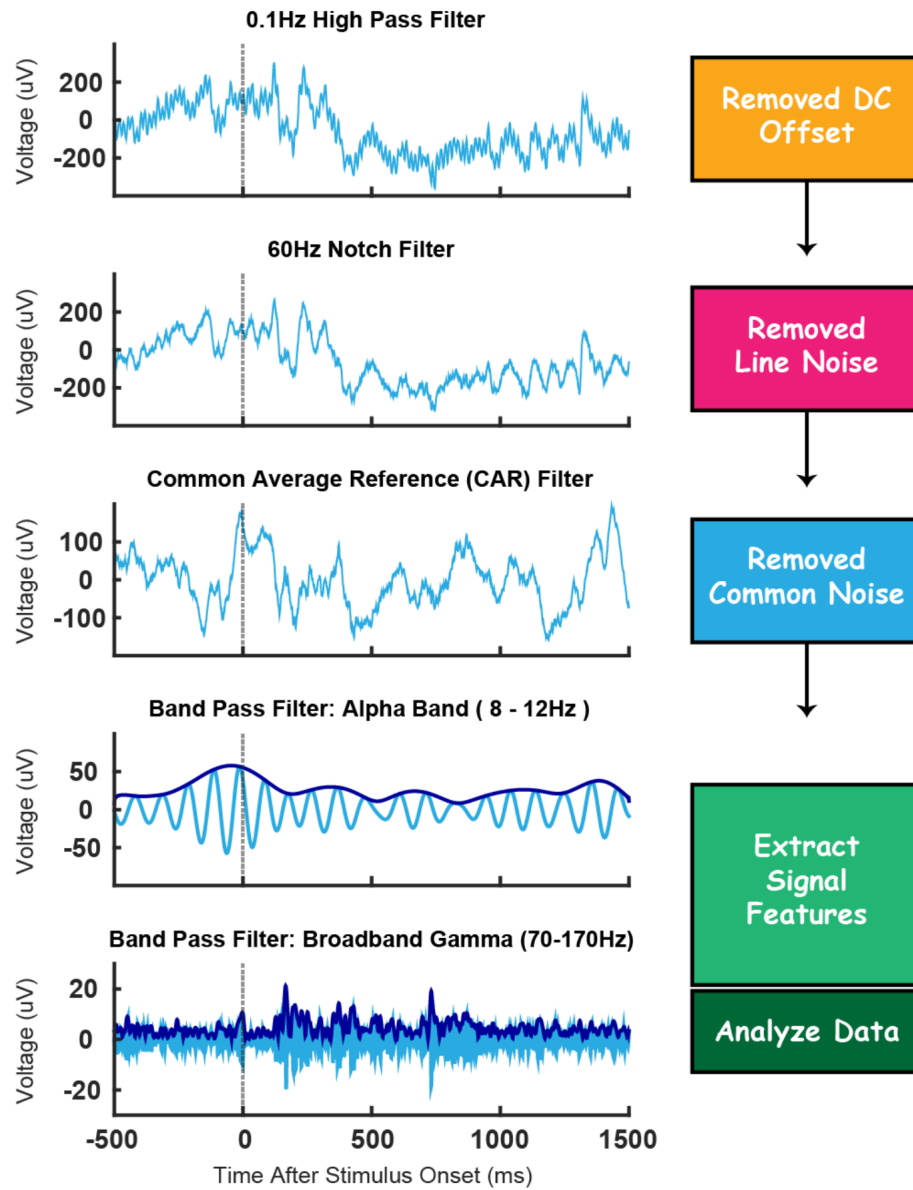 0.1Hz High Pass Filter
Voltage (uV)
200
0
-200
0
500
1000
1500
Removed DC
Offset
60Hz Notch Filter
Voltage (uV)
200
0
-200
Removed
Line Noise
Common Average Reference (CAR) Filter
Voltage (uV)
100
0
-100
Removed
Common Noise
Band Pass Filter: Alpha Band ( 8 - 12Hz )
Voltage (uV)
50
0
-50
Extract
Signal
Features
Band Pass Filter: Broadband Gamma (70-170Hz)
Voltage (uV)
20
0
-20
-500
0
500
1000
1500
Time After Stimulus Onset (ms)
Analyze Data